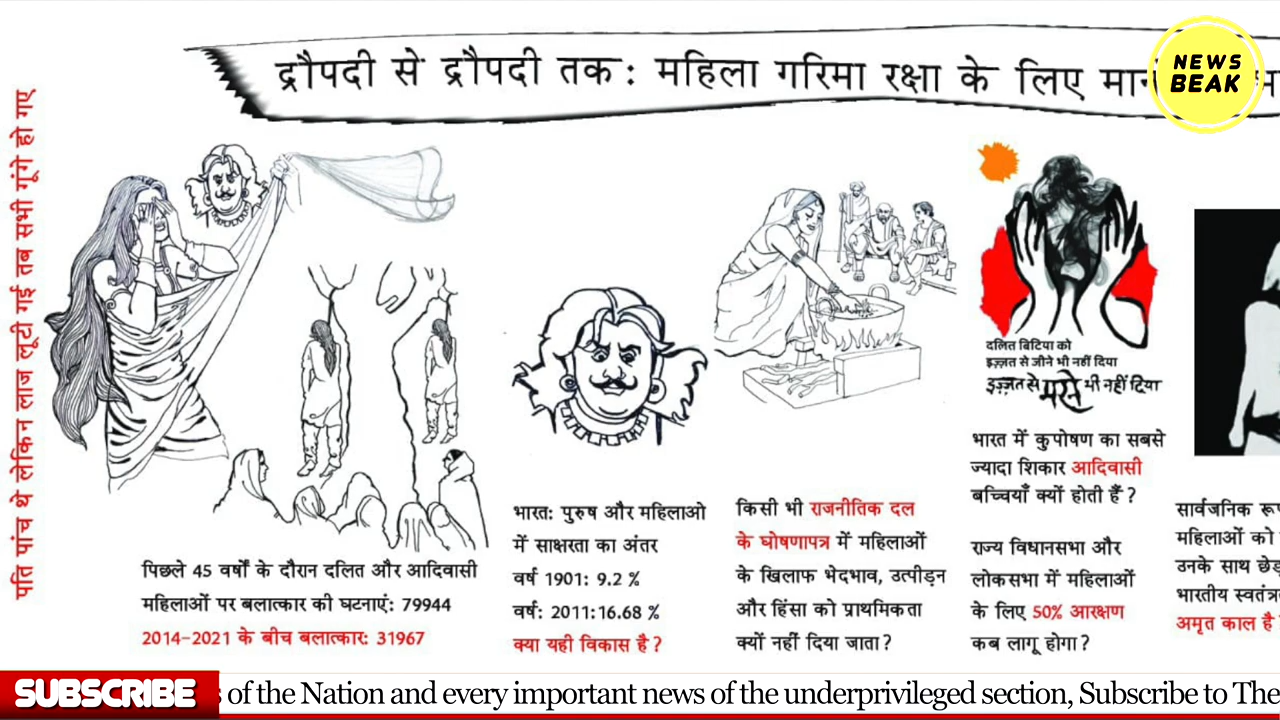 द्रौपदी से द्रौपदी तक: महिला गरिमा रक्षा के लिए
NEWS
BEAK
पति पांच थे लेकिन लाज लूटी गई तब सभी गूंगे हो गए
पिछले 45 वर्षों के दौरान दलित और आदिवासी
महिलाओं पर बलात्कार की घटनाएं: 79944
2014-2021 के बीच बलात्कार: 31967
भारत: पुरुष और महिलाओ
में साक्षरता का अंतर
वर्ष 1901: 9.2 %
वर्ष: 2011:16.68 %
क्या यही विकास है ?
किसी भी राजनीतिक दल
के घोषणापत्र में महिलाओं
के खिलाफ भेदभाव, उत्पीड़न
और हिंसा को प्राथमिकता
क्यों नहीं दिया जाता?
दलित बिटिया को
इज़्ज़त से जीने भी नहीं दिया
इज़्ज़त से मरने भी नहीं दिया
भारत में कुपोषण का सबसे
ज्यादा शिकार आदिवासी
बच्चियाँ क्यों होती हैं ?
राज्य विधानसभा और
लोकसभा में महिलाओं
के लिए 50% आरक्षण
कब लागू होगा?
सार्वजनिक
महिलाओं को
उनके साथ
भारतीय
अमृत काल है
SUBSCRIBE
of the Nation and every important news of the underprivileged section, Subscribe to The